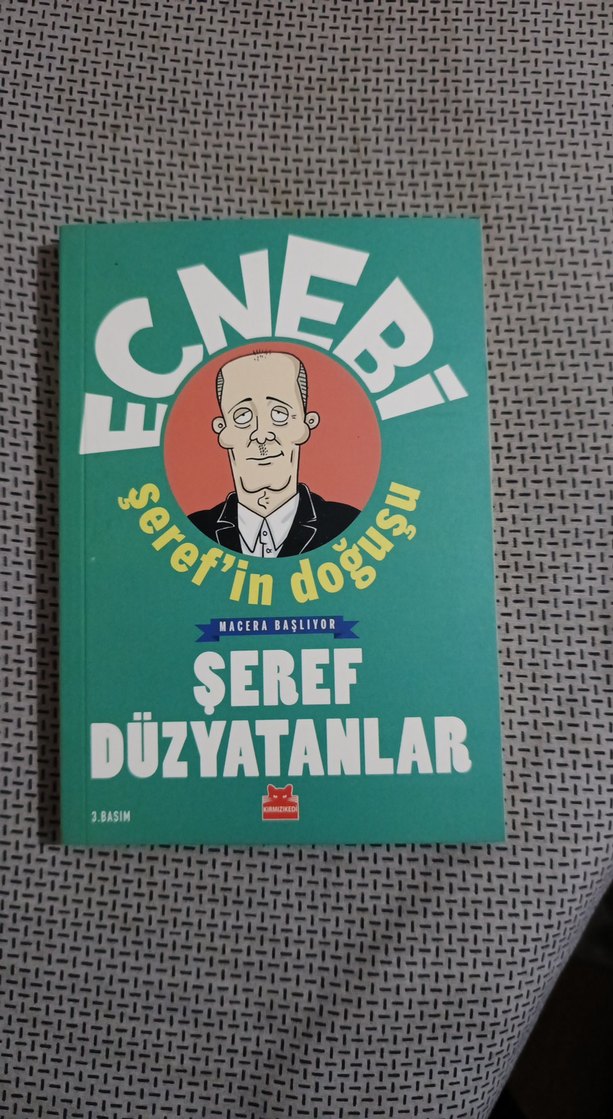 ECNEBİ
şeref'in doğuşu
MACERA BAŞLIYOR
ŞEREF
DÜZYATANLAR
KIRMIZIKEDİ
3.BASIM